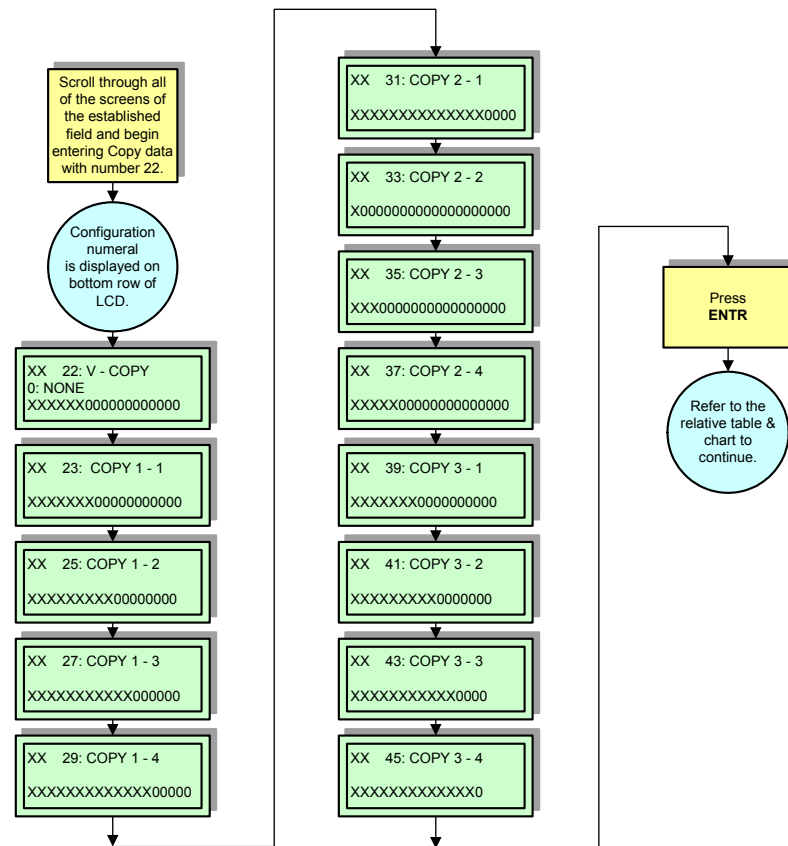 Scroll through all
of the screens of
the established
field and begin
entering Copy data
with number 22.
Configuration
numeral
is displayed on
bottom row of
LCD.
XX 22: V - COPY
0: NONE
XXXXXX000000000000
XX 23: COPY 1 - 1
XXXXXXX00000000000
XX 25: COPY 1 - 2
XXXXXXXXX00000000
XX 27: COPY 1 - 3
XXXXXXXXXXX000000
XX 29: COPY 1 - 4
XXXXXXXXXXXXX00000
XX 31: COPY 2 - 1
XXXXXXXXXXXXXX0000
XX 33: COPY 2 - 2
X0000000000000000000
XX 35: COPY 2 - 3
XXX0000000000000000
XX 37: COPY 2 - 4
XXXXX00000000000000
XX 39: COPY 3 - 1
XXXXXXX0000000000
XX 41: COPY 3 - 2
XXXXXXXXX0000000
XX 43: COPY 3 - 3
XXXXXXXXXXX0000
XX 45: COPY 3 - 4
XXXXXXXXXXXXX0
Press
ENTR
Refer to the
relative table &
chart to
continue.